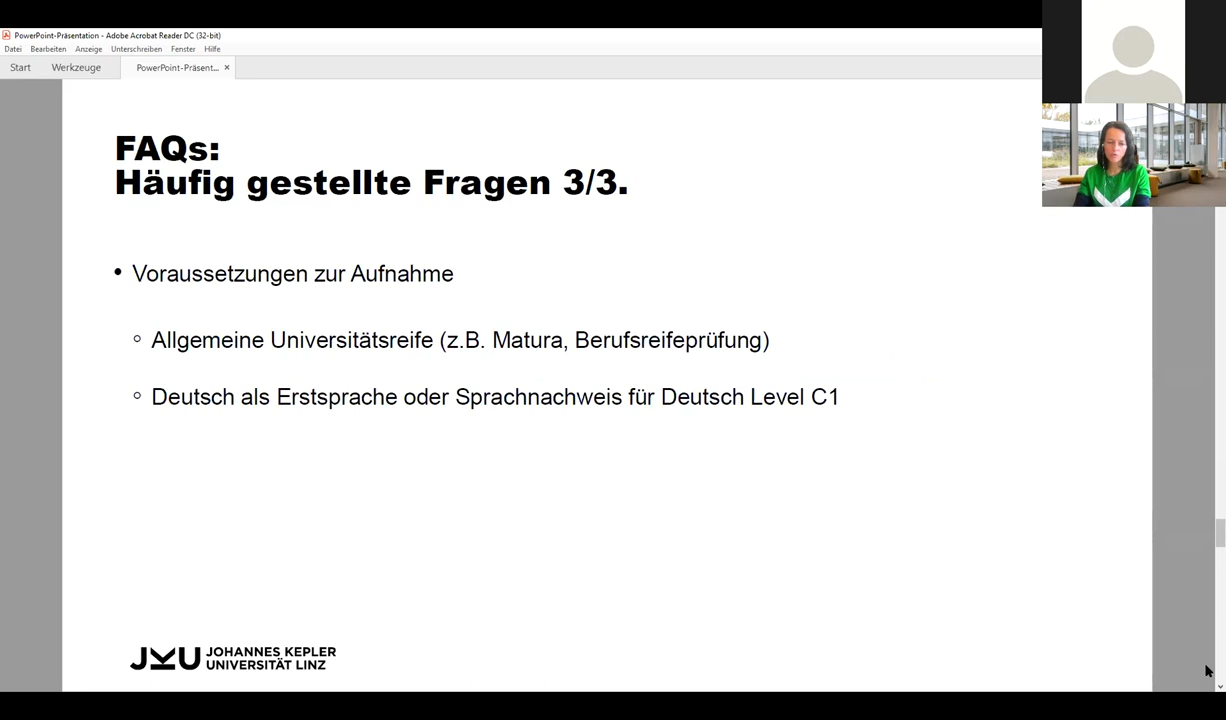 PowerPoint-Präsentation - Adobe Acrobat Reader DC (32-bit)
Datei Bearbeiten Anzeige Unterschreiben Fenster Hilfe
Start Werkzeuge PowerPoint-Präsent... ×
FAQs:
Häufig gestellte Fragen 3/3.
• Voraussetzungen zur Aufnahme
○ Allgemeine Universitätsreife (z.B. Matura, Berufsreifeprüfung)
○ Deutsch als Erstsprache oder Sprachnachweis für Deutsch Level C1
JKU JOHANNES KEPLER
UNIVERSITÄT LINZ